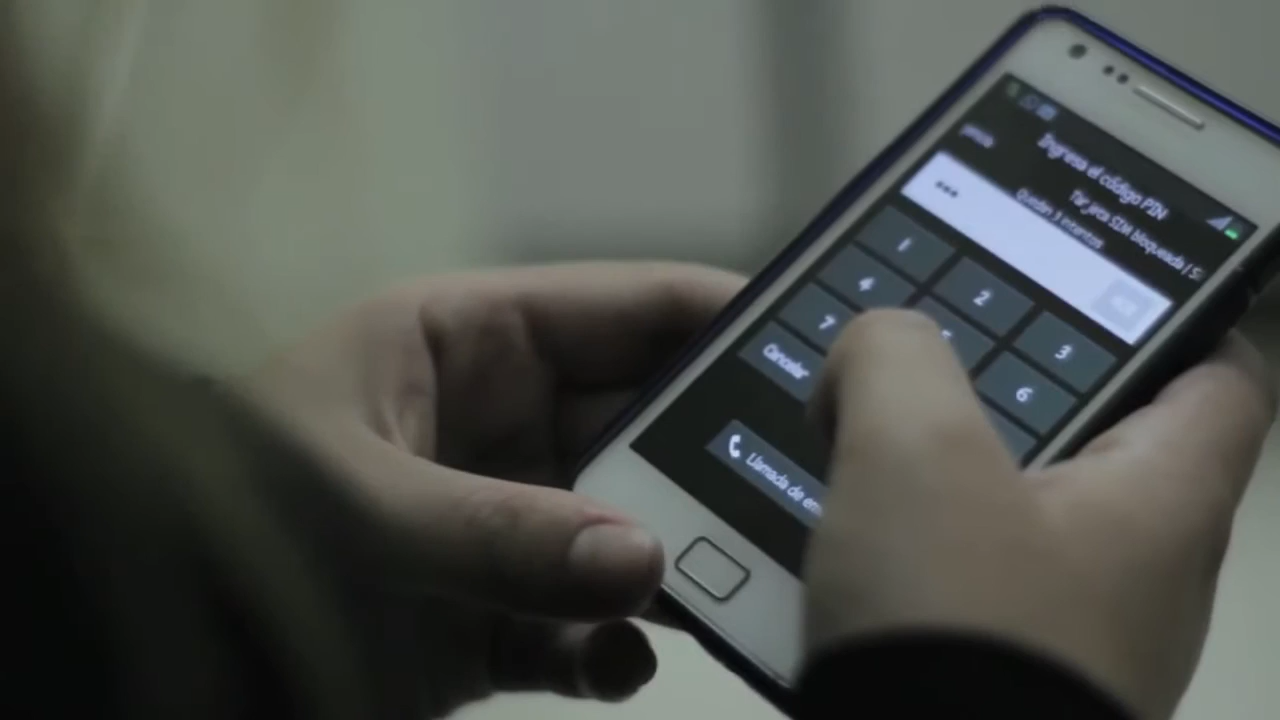 Ingresa el código PIN
Tarjeta SIM bloqueada | S
Quedan 3 intentos
•••
1
2
3
4
6
7
Cancelar
Llamada de em